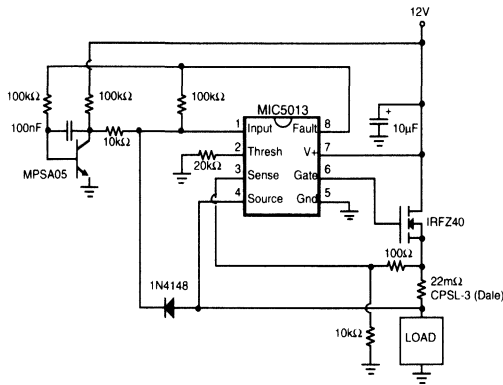 12V
100kΩ
100kΩ
100kΩ
MIC5013
100nF
10kΩ
1
Input
Fault
8
+
10µF
MPSA05
2
Thresh
V+
7
20kΩ
3
Sense
Gate
6
4
Source
Gnd
5
IRFZ40
100Ω
1N4148
22mΩ
CPSL-3 (Dale)
10kΩ
LOAD